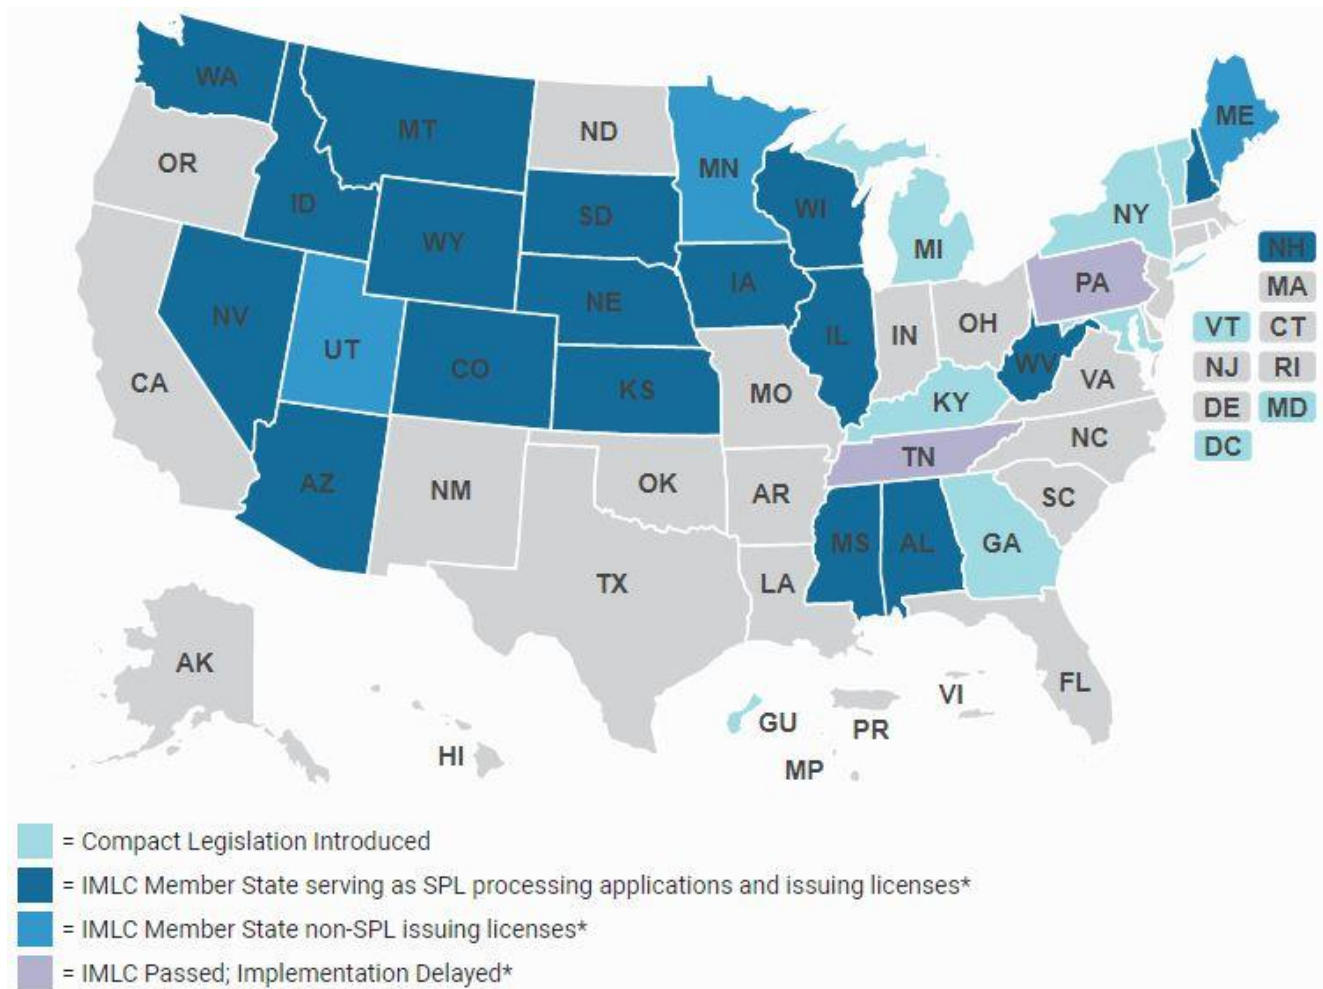 WA
MT
ND
MN
ME
OR
ID
SD
WI
NY
WY
MI
NH
IA
NE
PA
MA
NV
UT
IL
IN
OH
VT
CT
CA
CO
KS
MO
WV
VA
NJ
RI
KY
DE
MD
NC
DC
AZ
NM
OK
AR
TN
SC
MS
AL
GA
TX
LA
AK
FL
VI
GU
PR
HI
MP
= Compact Legislation Introduced
= IMLC Member State serving as SPL processing applications and issuing licenses*
= IMLC Member State non-SPL issuing licenses*
= IMLC Passed; Implementation Delayed*